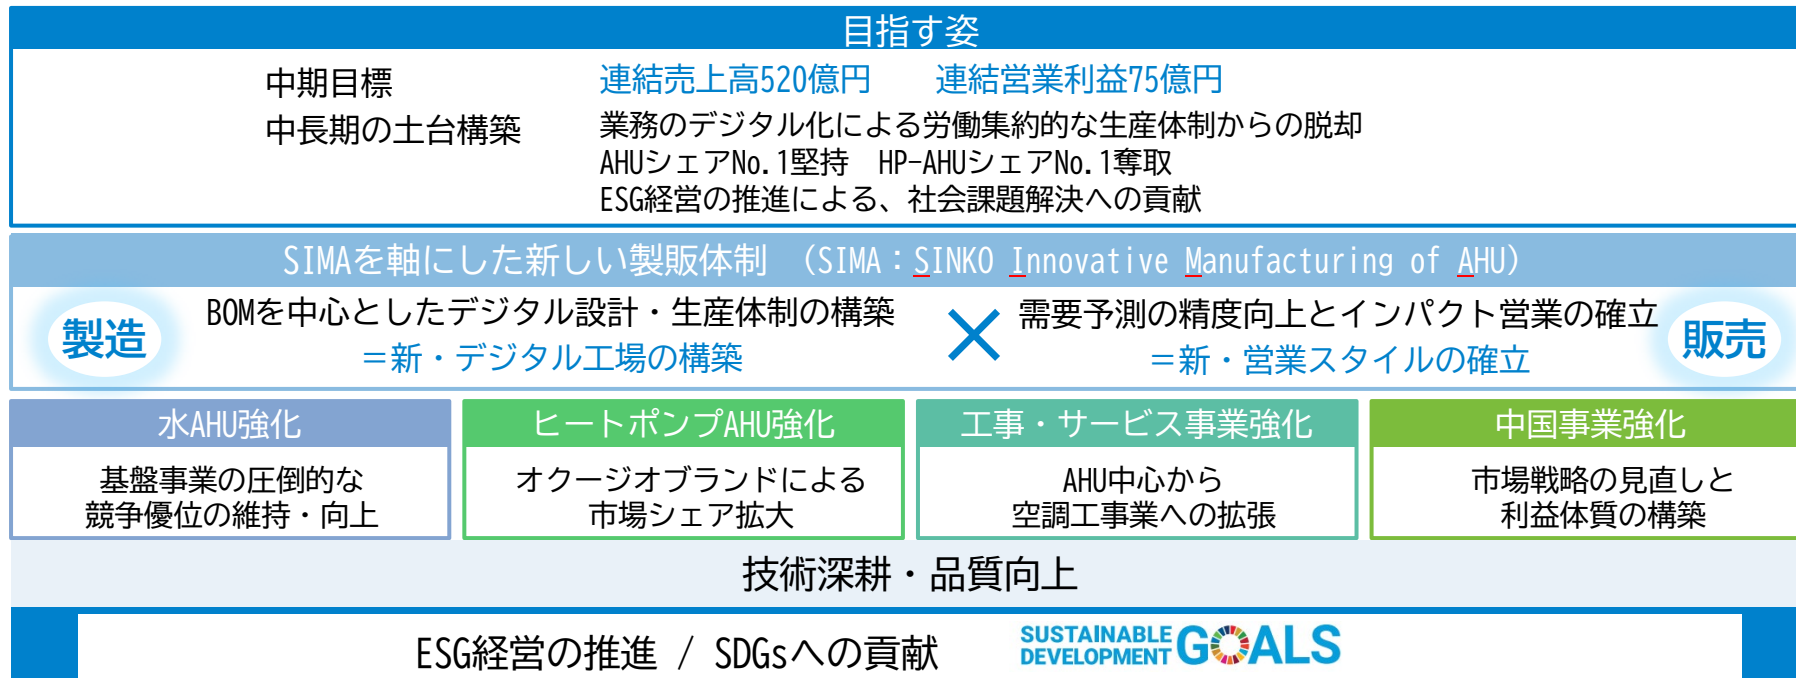 目指す姿
中期目標 連結売上高520億円 連結営業利益75億円
中長期の土台構築 業務のデジタル化による労働集約的な生産体制からの脱却
AHUシェアNo.1堅持 HP-AHUシェアNo.1奪取
ESG経営の推進による、社会課題解決への貢献
SIMAを軸にした新しい製販体制 （SIMA：SINKO Innovative Manufacturing of AHU）
製造
BOMを中心としたデジタル設計・生産体制の構築
＝新・デジタル工場の構築
×
需要予測の精度向上とインパクト営業の確立
＝新・営業スタイルの確立
販売
水AHU強化
基盤事業の圧倒的な
競争優位の維持・向上
ヒートポンプAHU強化
オクージオブランドによる
市場シェア拡大
工事・サービス事業強化
AHU中心から
空調工事業への拡張
中国事業強化
市場戦略の見直しと
利益体質の構築
技術深耕・品質向上
ESG経営の推進 / SDGsへの貢献
SUSTAINABLE
DEVELOPMENT GOALS